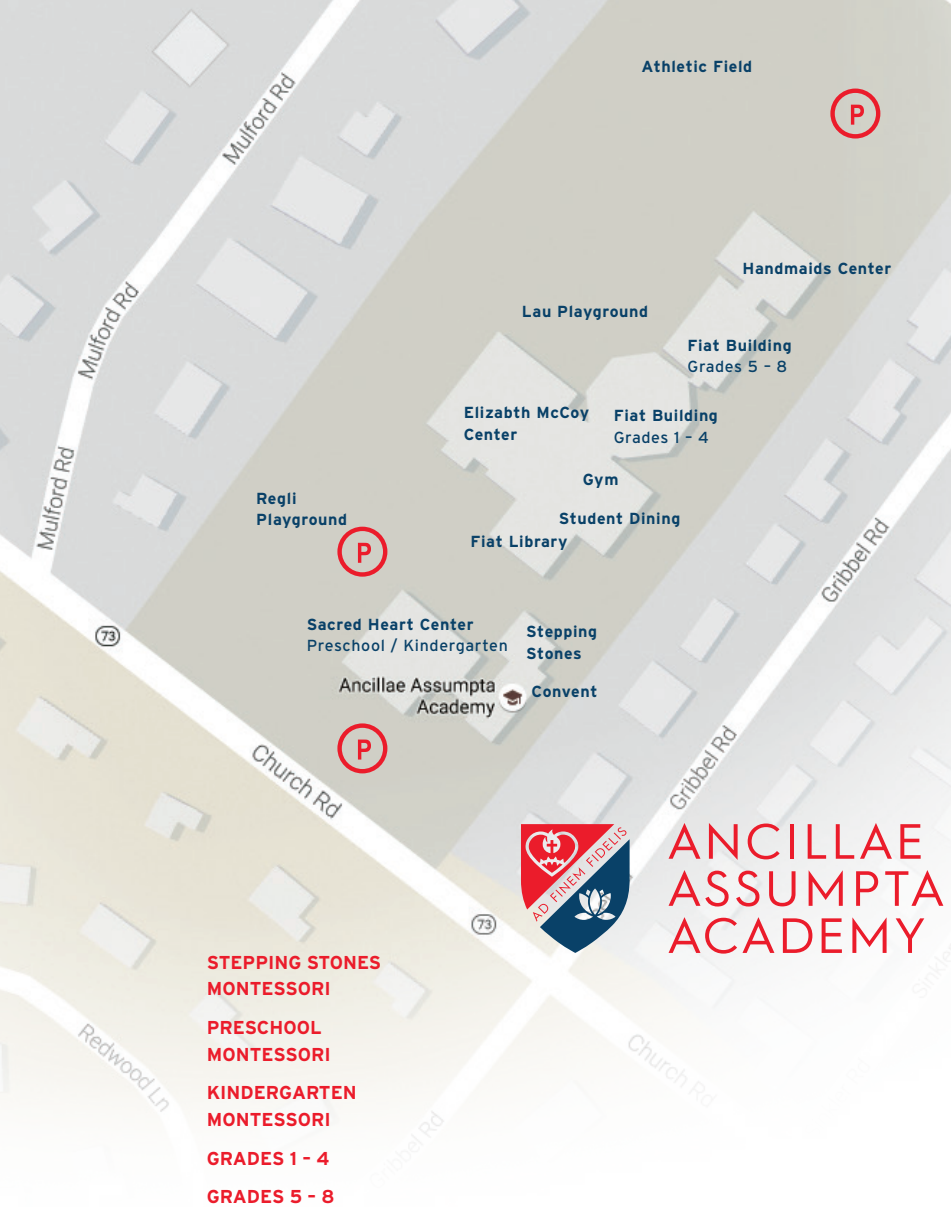 Athletic Field
P
Mulford Rd
Handmaids Center
Lau Playground
Mulford Rd
Fiat Building
Grades 5 – 8
Elizabth McCoy
Center
Fiat Building
Grades 1 – 4
Gym
Mulford Rd
Regli
Playground
Student Dining
Fiat Library
P
Gribbel Rd
73
Sacred Heart Center
Preschool / Kindergarten
Stepping
Stones
Ancillae Assumpta
Academy
Convent
P
Church Rd
Gribbel Rd
AD FINEM FIDELIS
ANCILLAE
ASSUMPTA
ACADEMY
73
STEPPING STONES
MONTESSORI
PRESCHOOL
MONTESSORI
KINDERGARTEN
MONTESSORI
GRADES 1 – 4
GRADES 5 – 8
Redwood Ln
Church Rd
Gribbel Rd
Rd